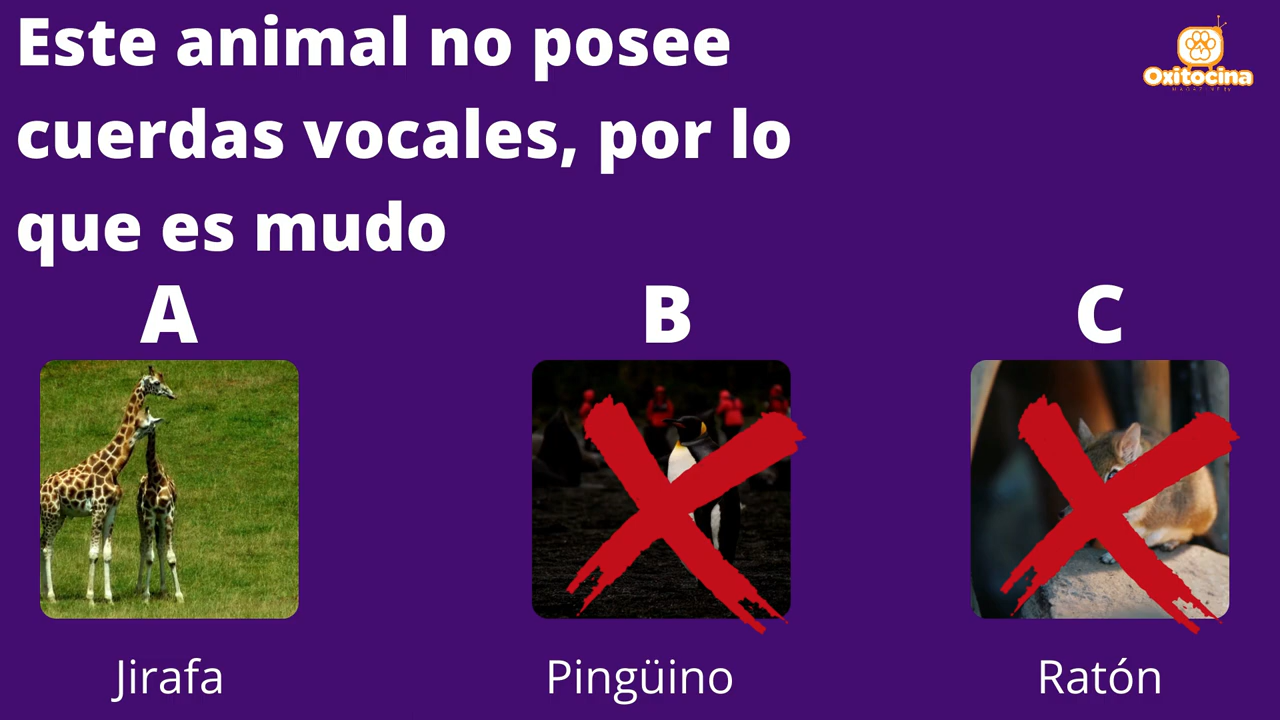 Este animal no posee
cuerdas vocales, por lo
que es mudo
Oxitocina
A
B
C
Jirafa
Pingüino
Ratón